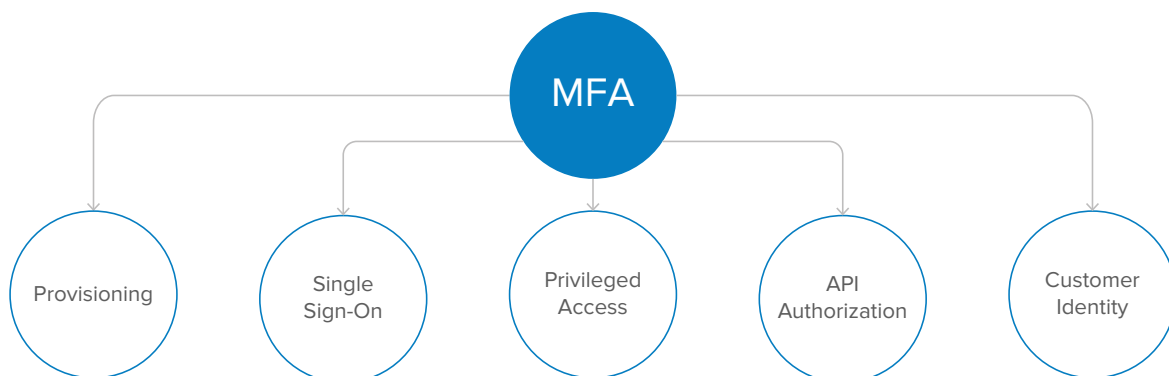 MFA
Provisioning
Single
Sign-On
Privileged
Access
API
Authorization
Customer
Identity